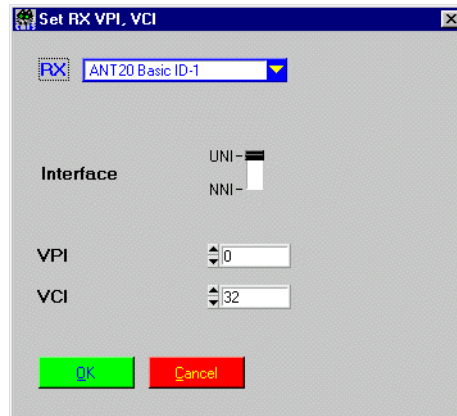 Set RX VPI, VCI
RX ANT20 Basic ID-1
UNI
Interface
NNI
VPI 0
VCI 32
OK Cancel